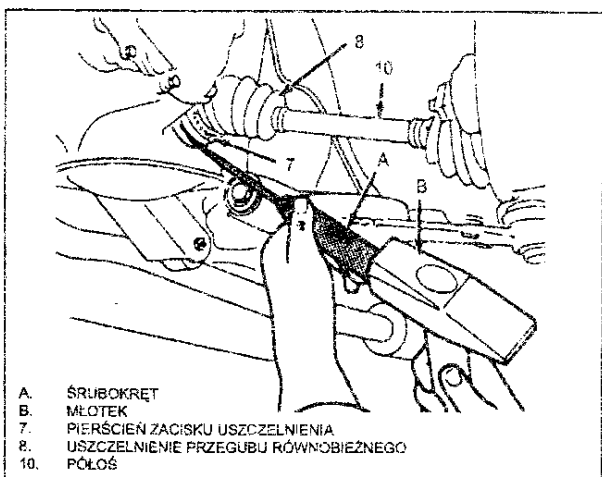 8
10
7
A
B
A. ŚRUBOKRĘT
B. MŁOTEK
7. PIERŚCIEŃ ZACISKU USZCZELNIENIA
8. USZCZELNIENIE PRZEGUBU RÓWNOBIEŻNEGO
10. PÓŁOŚ